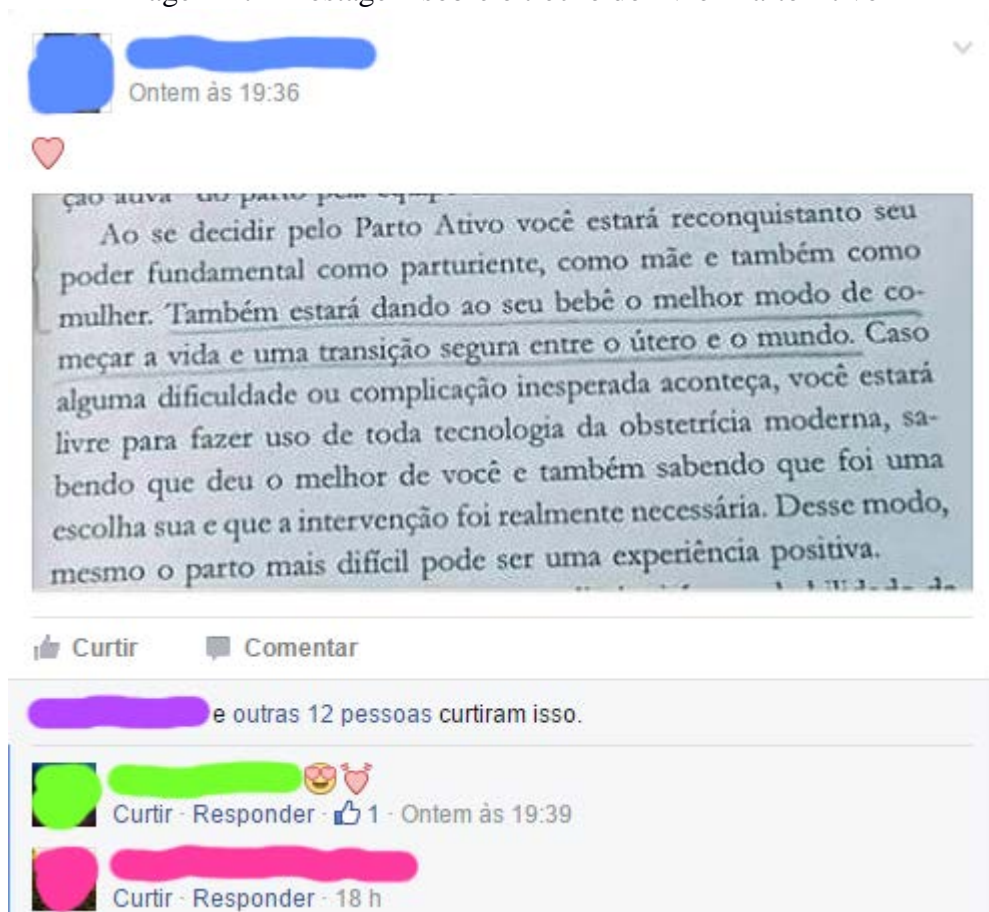 Ontem às 19:36
Ao se decidir pelo Parto Ativo você estará reconquistanto seu
poder fundamental como parturiente, como mãe e também como
mulher. Também estará dando ao seu bebê o melhor modo de co-
meçar a vida e uma transição segura entre o útero e o mundo. Caso
alguma dificuldade ou complicação inesperada aconteça, você estará
livre para fazer uso de toda tecnologia da obstetrícia moderna, sa-
bendo que deu o melhor de você e também sabendo que foi uma
escolha sua e que a intervenção foi realmente necessária. Desse modo,
mesmo o parto mais difícil pode ser uma experiência positiva.
Curtir Comentar
e outras 12 pessoas curtiram isso.
Curtir · Responder · 1 · Ontem às 19:39
Curtir · Responder · 18 h